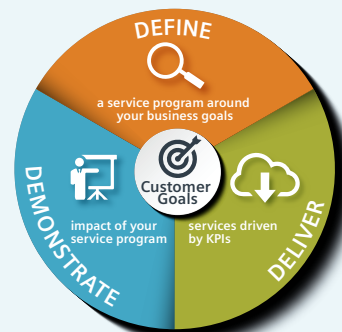 DEFINE
a service program around
your business goals
Customer
Goals
DEMONSTRATE
impact of your
service program
DELIVER
services driven
by KPIs